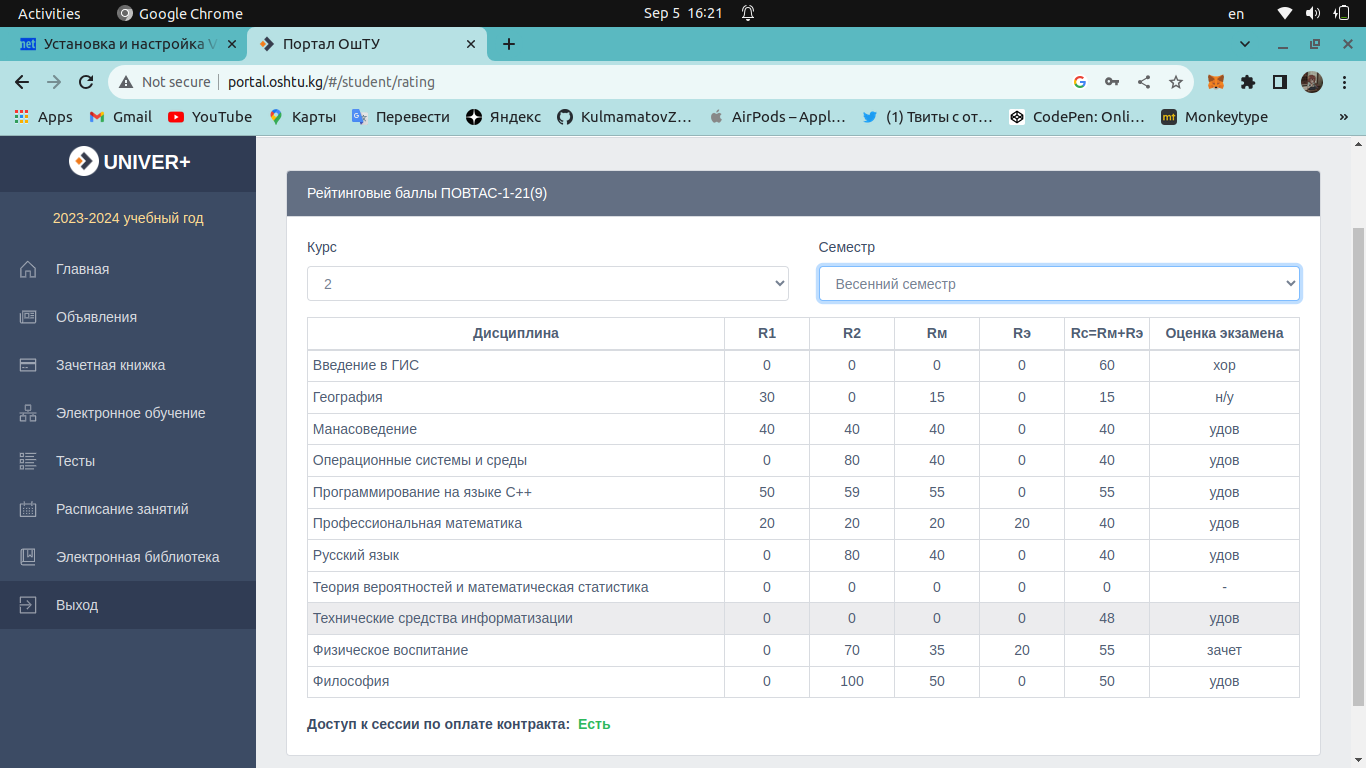 Activities Google Chrome Sep 5 16:21 en
Установка и настройка V Портал ОшТУ
Not secure portal.oshtu.kg/#/student/rating
Apps Gmail YouTube Карты Перевести Яндекс KulmamatovZ… AirPods – Appl… (1) Твиты с от… CodePen: Onli… mt Monkeytype »
UNIVER+
2023-2024 учебный год
Главная
Объявления
Зачетная книжка
Электронное обучение
Тесты
Расписание занятий
Электронная библиотека
Выход
Рейтинговые баллы ПОВТАС-1-21(9)
Курс Семестр
2 Весенний семестр
Дисциплина R1 R2 Rм Rэ Rc=Rм+Rэ Оценка экзамена
Введение в ГИС 0 0 0 0 60 хор
География 30 0 15 0 15 н/у
Манасоведение 40 40 40 0 40 удов
Операционные системы и среды 0 80 40 0 40 удов
Программирование на языке С++ 50 59 55 0 55 удов
Профессиональная математика 20 20 20 20 40 удов
Русский язык 0 80 40 0 40 удов
Теория вероятностей и математическая статистика 0 0 0 0 0 -
Технические средства информатизации 0 0 0 0 48 удов
Физическое воспитание 0 70 35 20 55 зачет
Философия 0 100 50 0 50 удов
Доступ к сессии по оплате контракта: Есть